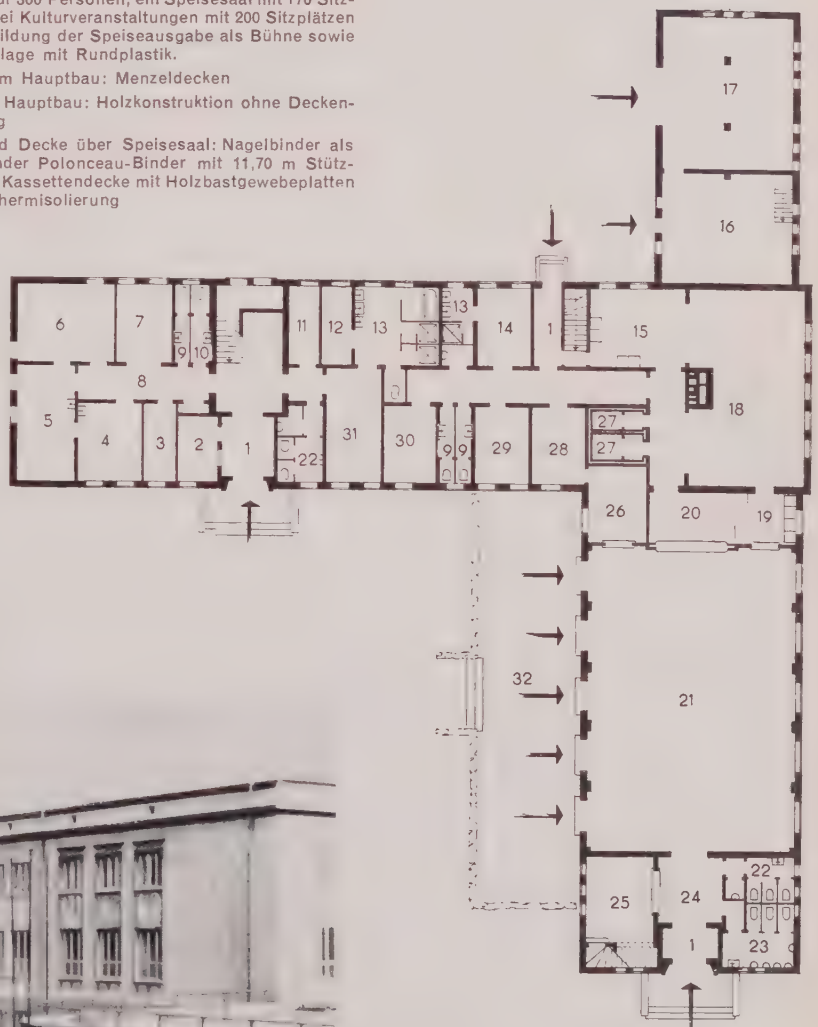 ür 300 Personen, ein Speisesaal mit 170 Sitz-
ei Kulturveranstaltungen mit 200 Sitzplätzen
bildung der Speiseausgabe als Bühne sowie
lage mit Rundplastik.
m Hauptbau: Menzeldecken
Hauptbau: Holzkonstruktion ohne Decken-
g
d Decke über Speisesaal: Nagelbinder als
nder Polonceau-Binder mit 11,70 m Stütz-
Kassettendecke mit Holzbastgewebeplatten
hermisolierung
17
16
6 7 9 10 11 12 13 13 14 1 15
8 18
5 4 3 2 1 22 31 30 9 9 29 28 27
27
26 20 19
32 21
22
25 24
1 23